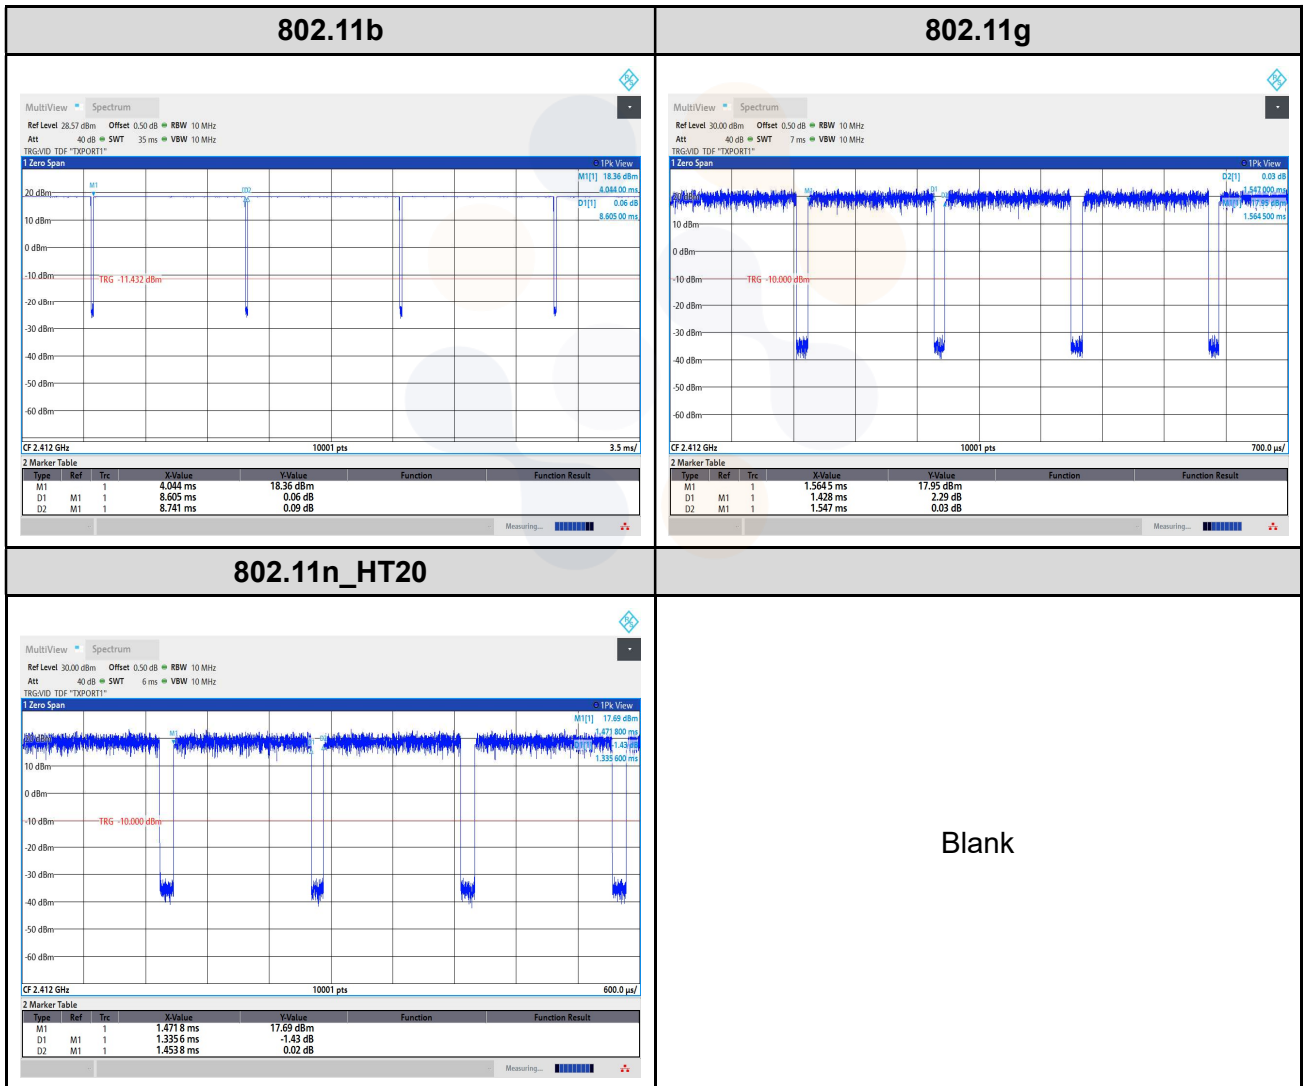 802.11b
802.11g
MultiView Spectrum
Ref Level 28.57 dBm Offset 0.50 dB RBW 10 MHz
Att 40 dB SWT 35 ms VBW 10 MHz
TRG:VID TDF "TXPORT1"
1 Zero Span 1Pk View
M1[1] 18.36 dBm
4.044 00 ms
D1[1] 0.06 dB
8.605 00 ms
M1
20 dBm
10 dBm
0 dBm
-10 dBm
TRG -11.432 dBm
-20 dBm
-30 dBm
-40 dBm
-50 dBm
-60 dBm
CF 2.412 GHz 10001 pts 3.5 ms/
2 Marker Table
Type Ref Trc X-Value Y-Value Function Function Result
M1 1 4.044 ms 18.36 dBm
D1 M1 1 8.605 ms 0.06 dB
D2 M1 1 8.741 ms 0.09 dB
Measuring...
MultiView Spectrum
Ref Level 30.00 dBm Offset 0.50 dB RBW 10 MHz
Att 40 dB SWT 7 ms VBW 10 MHz
TRG:VID TDF "TXPORT1"
1 Zero Span 1Pk View
D2[1] 0.03 dB
1.547 000 ms
1.564 500 ms
M1
D1
10 dBm
0 dBm
-10 dBm
TRG -10.000 dBm
-20 dBm
-30 dBm
-40 dBm
-50 dBm
-60 dBm
CF 2.412 GHz 10001 pts 700.0 µs/
2 Marker Table
Type Ref Trc X-Value Y-Value Function Function Result
M1 1 1.564 5 ms 17.95 dBm
D1 M1 1 1.428 ms 2.29 dB
D2 M1 1 1.547 ms 0.03 dB
Measuring...
802.11n_HT20
MultiView Spectrum
Ref Level 30.00 dBm Offset 0.50 dB RBW 10 MHz
Att 40 dB SWT 6 ms VBW 10 MHz
TRG:VID TDF "TXPORT1"
1 Zero Span 1Pk View
M1[1] 17.69 dBm
1.471 800 ms
-1.43 dB
1.335 600 ms
M1
10 dBm
0 dBm
-10 dBm
TRG -10.000 dBm
-20 dBm
-30 dBm
-40 dBm
-50 dBm
-60 dBm
CF 2.412 GHz 10001 pts 600.0 µs/
2 Marker Table
Type Ref Trc X-Value Y-Value Function Function Result
M1 1 1.471 8 ms 17.69 dBm
D1 M1 1 1.335 6 ms -1.43 dB
D2 M1 1 1.453 8 ms 0.02 dB
Measuring...
Blank